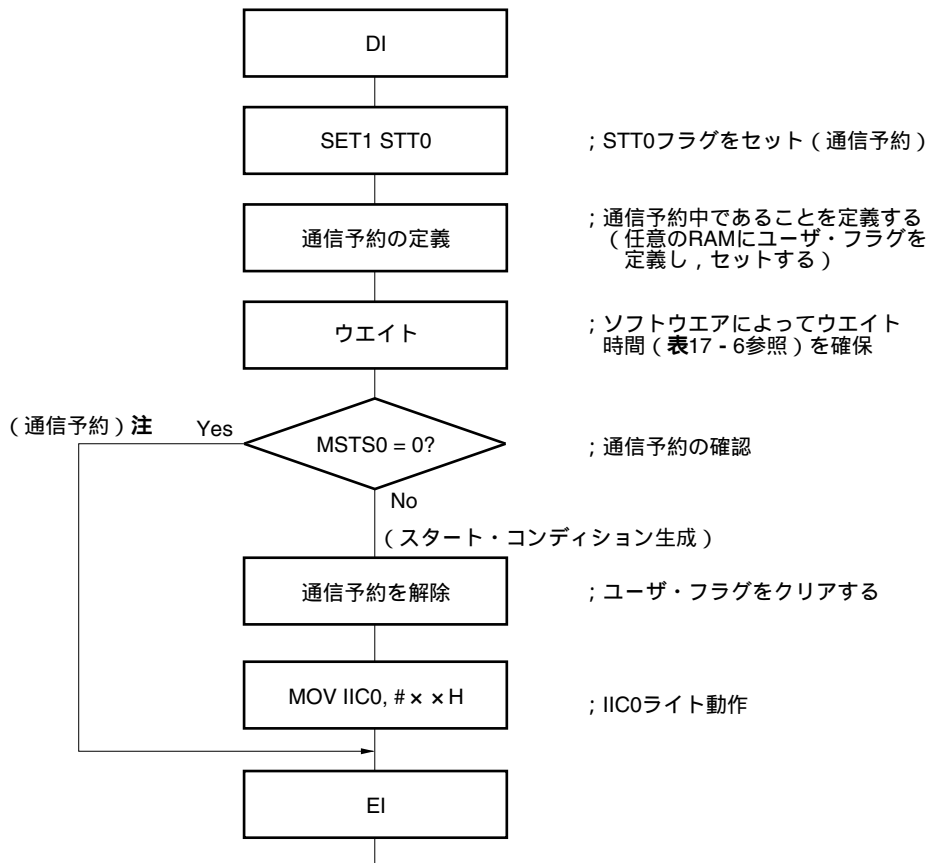 DI
SET1 STT0
；STT0フラグをセット（通信予約）
通信予約の定義
；通信予約中であることを定義する
（任意のRAMにユーザ・フラグを
定義し，セットする）
ウエイト
；ソフトウエアによってウエイト
時間（表17 - 6参照）を確保
（通信予約）注
Yes
MSTS0 = 0?
；通信予約の確認
No
（スタート・コンディション生成）
通信予約を解除
；ユーザ・フラグをクリアする
MOV IIC0, #××H
；IIC0ライト動作
EI